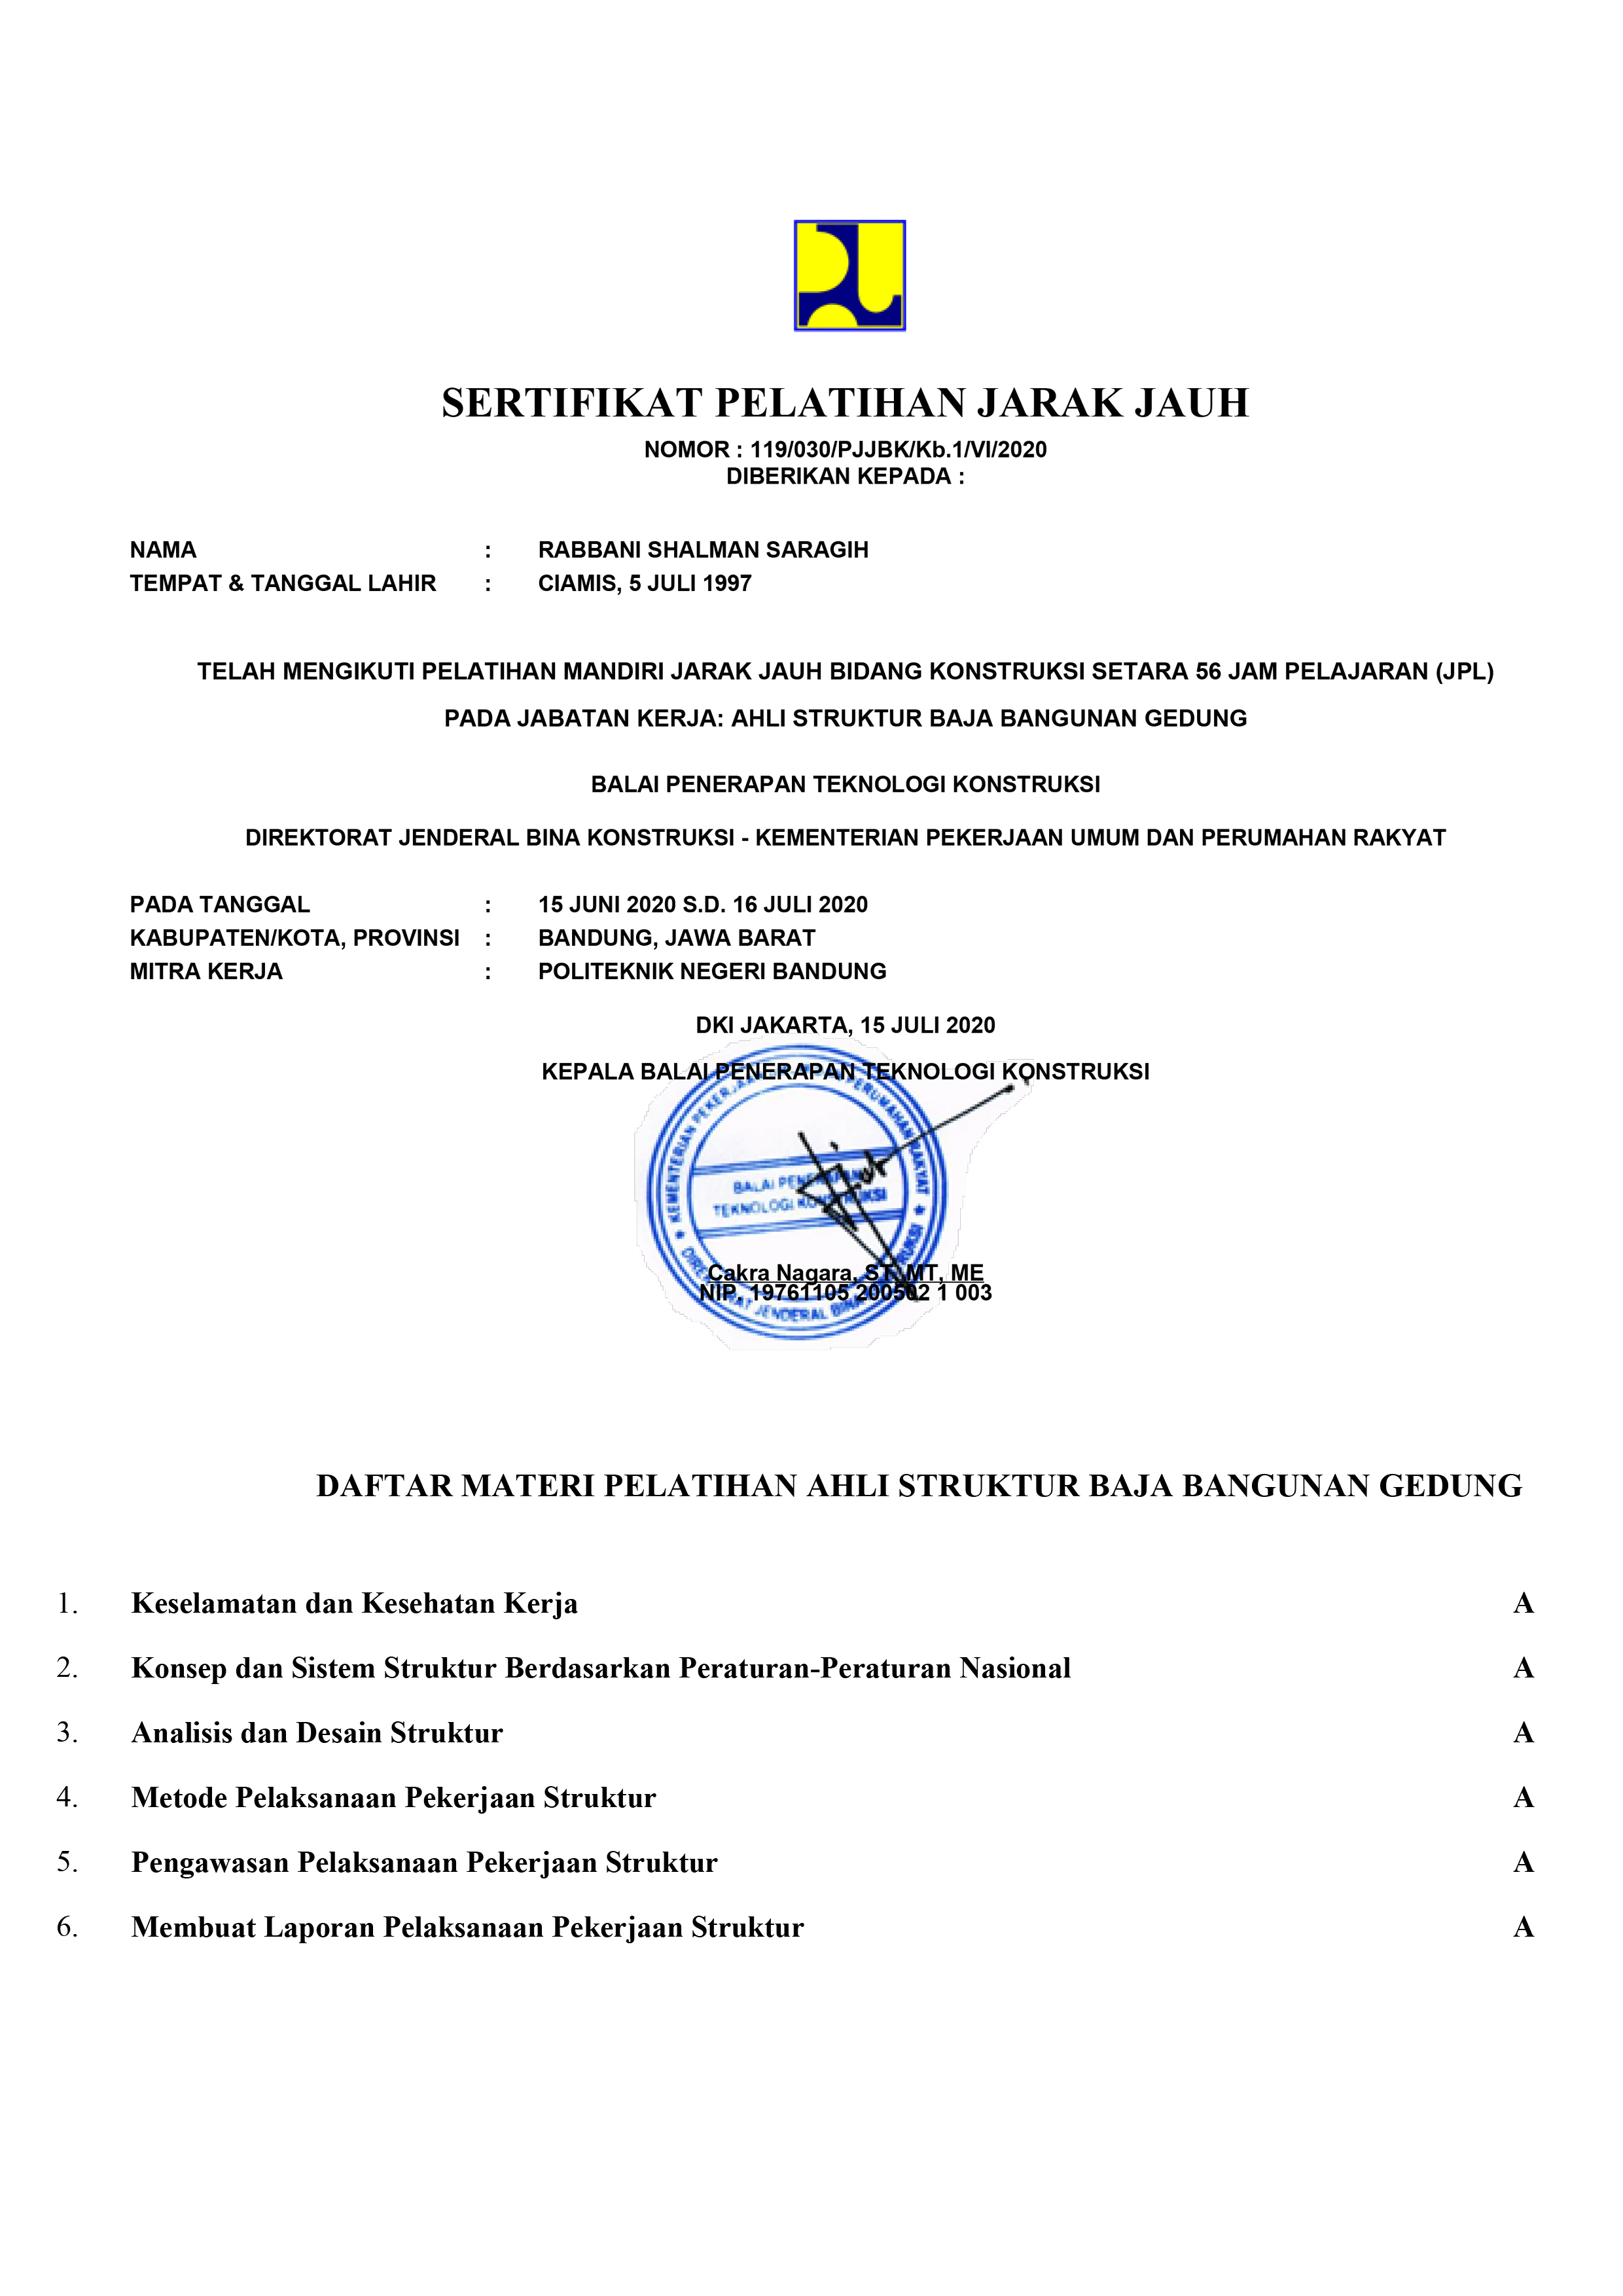 SERTIFIKAT PELATIHAN JARAK JAUH
NOMOR : 119/030/PJJBK/Kb.1/VI/2020
DIBERIKAN KEPADA :
NAMA : RABBANI SHALMAN SARAGIH
TEMPAT & TANGGAL LAHIR : CIAMIS, 5 JULI 1997
TELAH MENGIKUTI PELATIHAN MANDIRI JARAK JAUH BIDANG KONSTRUKSI SETARA 56 JAM PELAJARAN (JPL)
PADA JABATAN KERJA: AHLI STRUKTUR BAJA BANGUNAN GEDUNG
BALAI PENERAPAN TEKNOLOGI KONSTRUKSI
DIREKTORAT JENDERAL BINA KONSTRUKSI - KEMENTERIAN PEKERJAAN UMUM DAN PERUMAHAN RAKYAT
PADA TANGGAL : 15 JUNI 2020 S.D. 16 JULI 2020
KABUPATEN/KOTA, PROVINSI : BANDUNG, JAWA BARAT
MITRA KERJA : POLITEKNIK NEGERI BANDUNG
DKI JAKARTA, 15 JULI 2020
KEPALA BALAI PENERAPAN TEKNOLOGI KONSTRUKSI
KEMENTERIAN PERUMAHAN RAKYAT
BALAI PENERAPAN
TEKNOLOGI KONSTRUKSI
JENDERAL BINA
Cakra Nagara, ST, MT, ME
NIP. 19761105 200502 1 003
DAFTAR MATERI PELATIHAN AHLI STRUKTUR BAJA BANGUNAN GEDUNG
1. Keselamatan dan Kesehatan Kerja A
2. Konsep dan Sistem Struktur Berdasarkan Peraturan-Peraturan Nasional A
3. Analisis dan Desain Struktur A
4. Metode Pelaksanaan Pekerjaan Struktur A
5. Pengawasan Pelaksanaan Pekerjaan Struktur A
6. Membuat Laporan Pelaksanaan Pekerjaan Struktur A